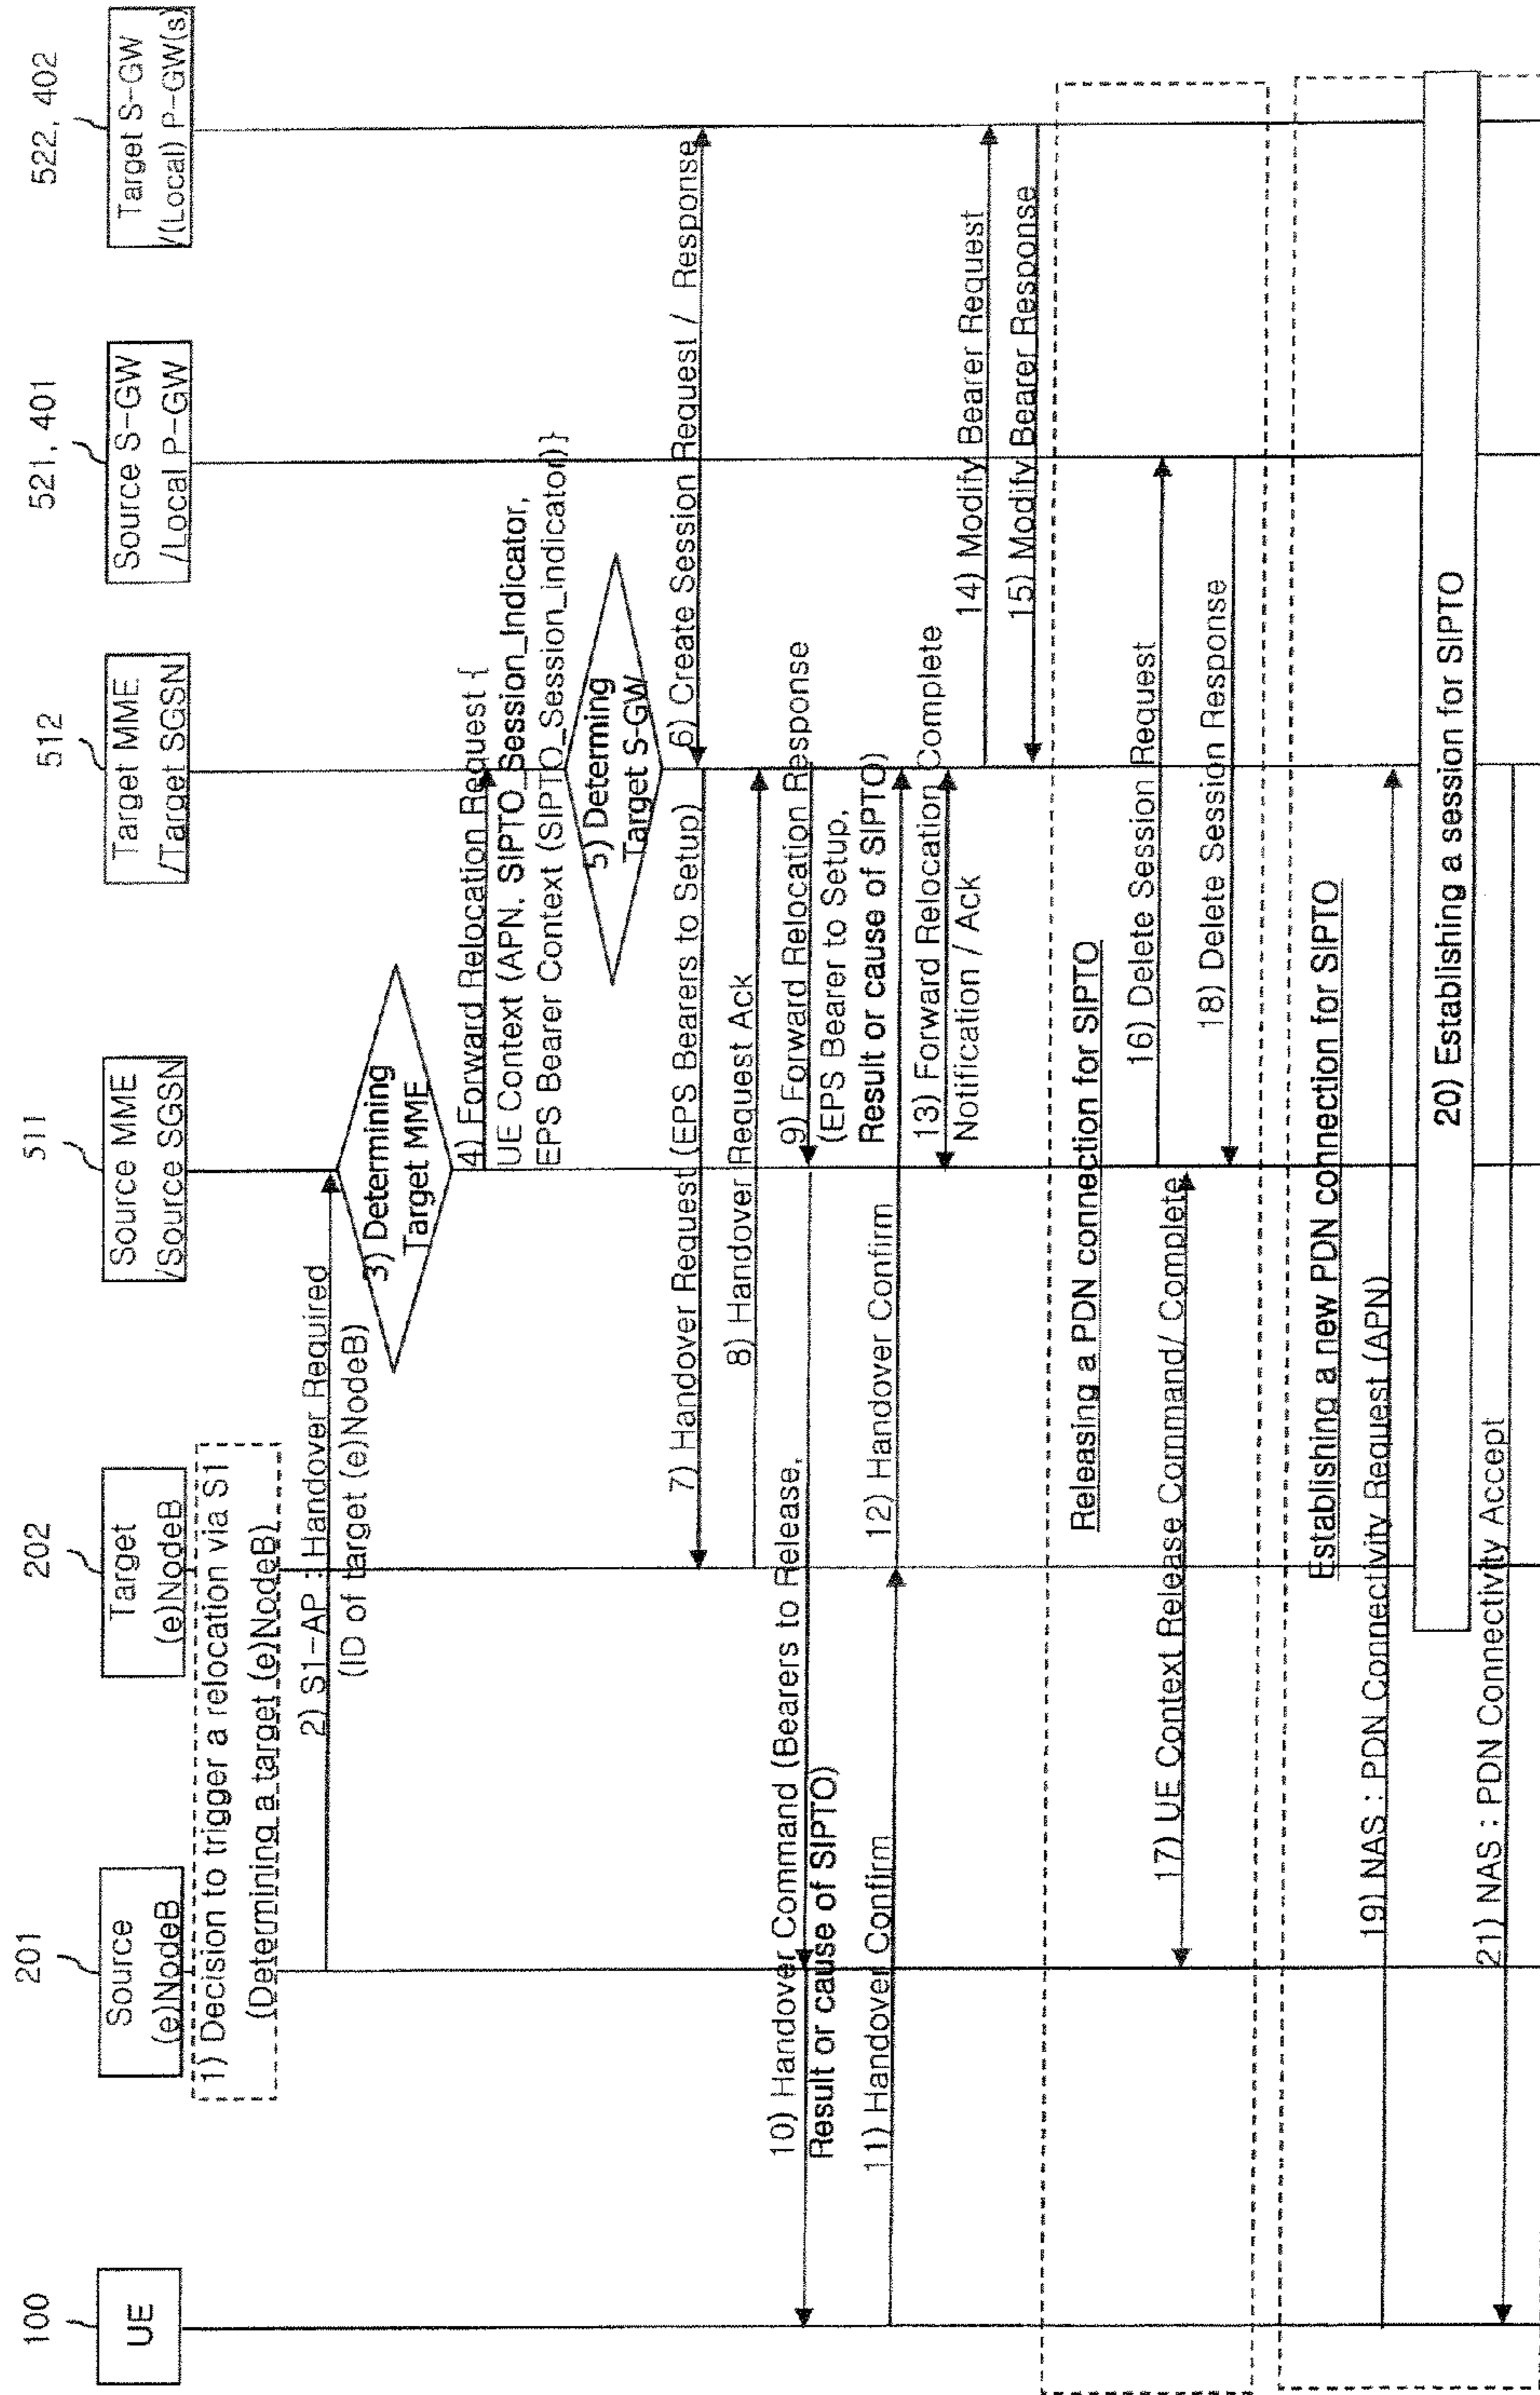 100
UE
201
Source
(e)NodeB
202
Target
(e)NodeB
511
Source MME
/Source SGSN
512
Target MME
/Target SGSN
521, 401
Source S-GW
/Local P-GW
522, 402
Target S-GW
/(Local) P-GW(s)
1) Decision to trigger a relocation via S1
(Determining a target (e)NodeB)
2) S1-AP : Handover Required
(ID of target (e)NodeB)
3) Determining
Target MME
4) Forward Relocation Request {
UE Context (APN, SIPTO_Session_Indicator,
EPS Bearer Context (SIPTO_Session_indicator)}
5) Determining
Target S-GW
6) Create Session Request / Response
7) Handover Request (EPS Bearers to Setup)
8) Handover Request Ack
9) Forward Relocation Response
(EPS Bearer to Setup,
Result or cause of SIPTO)
10) Handover Command (Bearers to Release,
Result or cause of SIPTO)
11) Handover Confirm
12) Handover Confirm
13) Forward Relocation Complete
Notification / Ack
14) Modify Bearer Request
15) Modify Bearer Response
Releasing a PDN connection for SIPTO
16) Delete Session Request
17) UE Context Release Command/ Complete
18) Delete Session Response
Establishing a new PDN connection for SIPTO
19) NAS : PDN Connectivity Request (APN)
20) Establishing a session for SIPTO
21) NAS : PDN Connectivity Accept